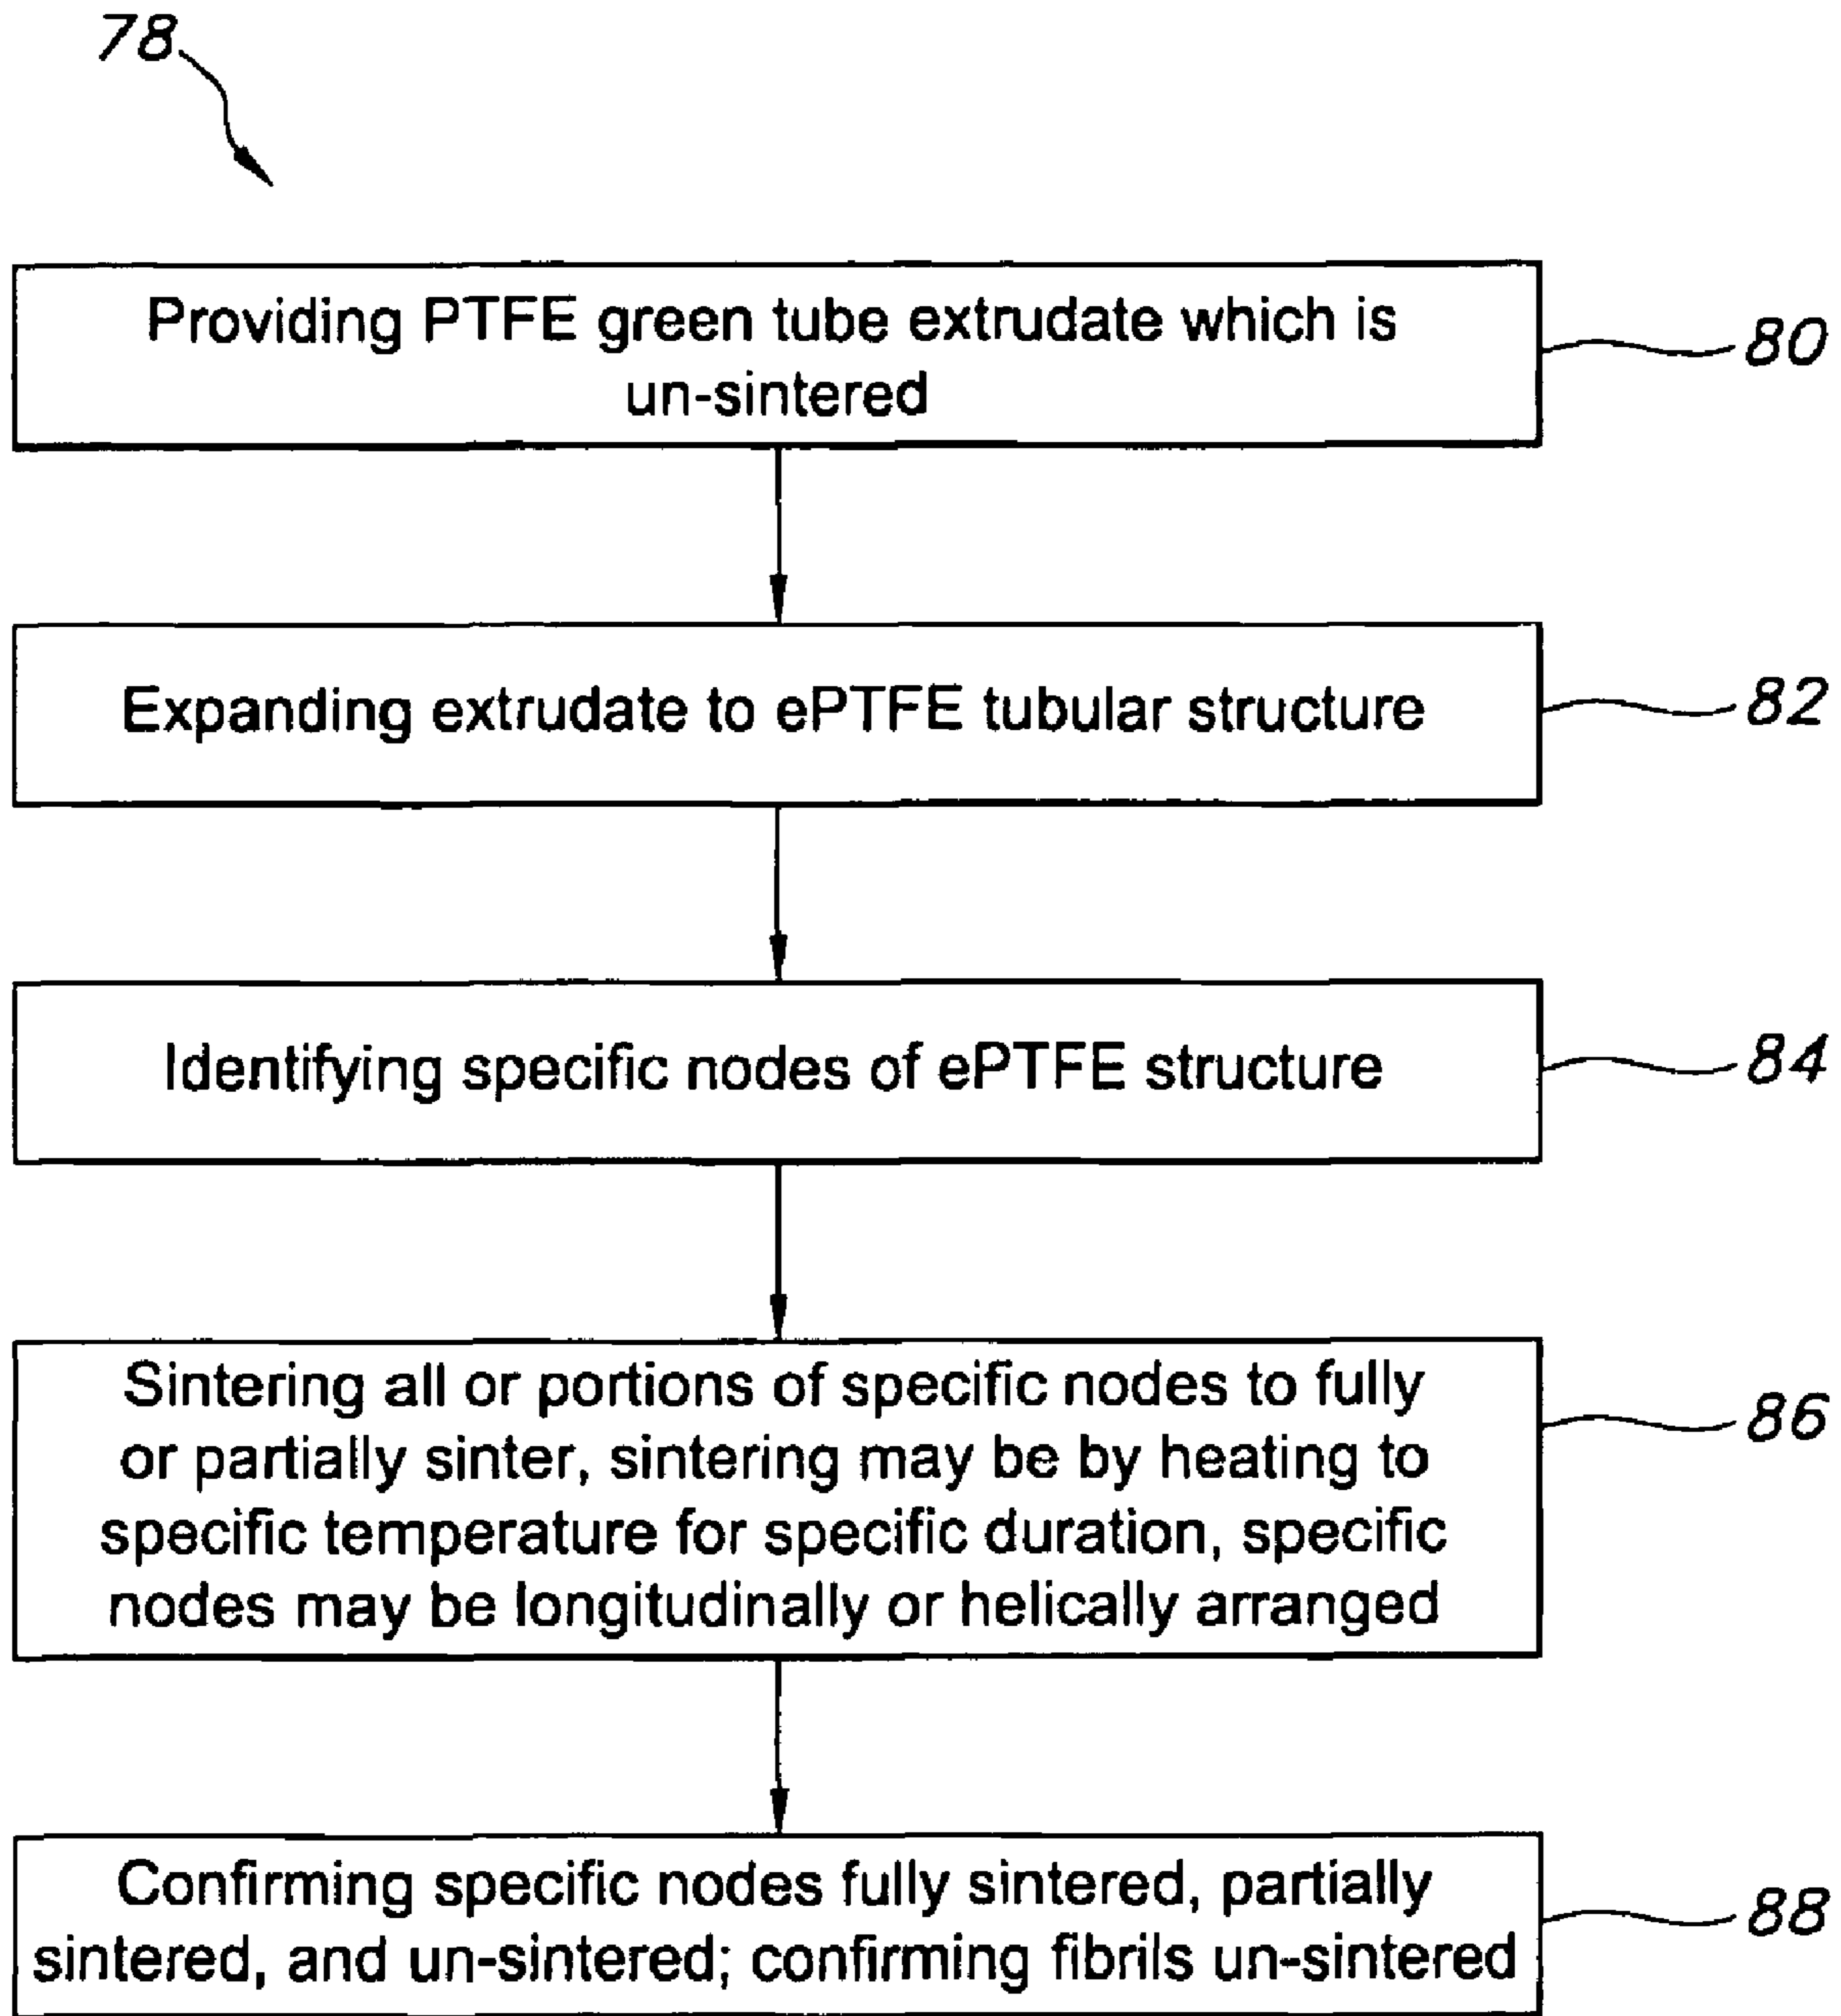 78
Providing PTFE green tube extrudate which is
un-sintered
80
Expanding extrudate to ePTFE tubular structure
82
Identifying specific nodes of ePTFE structure
84
Sintering all or portions of specific nodes to fully
or partially sinter, sintering may be by heating to
specific temperature for specific duration, specific
nodes may be longitudinally or helically arranged
86
Confirming specific nodes fully sintered, partially
sintered, and un-sintered; confirming fibrils un-sintered
88